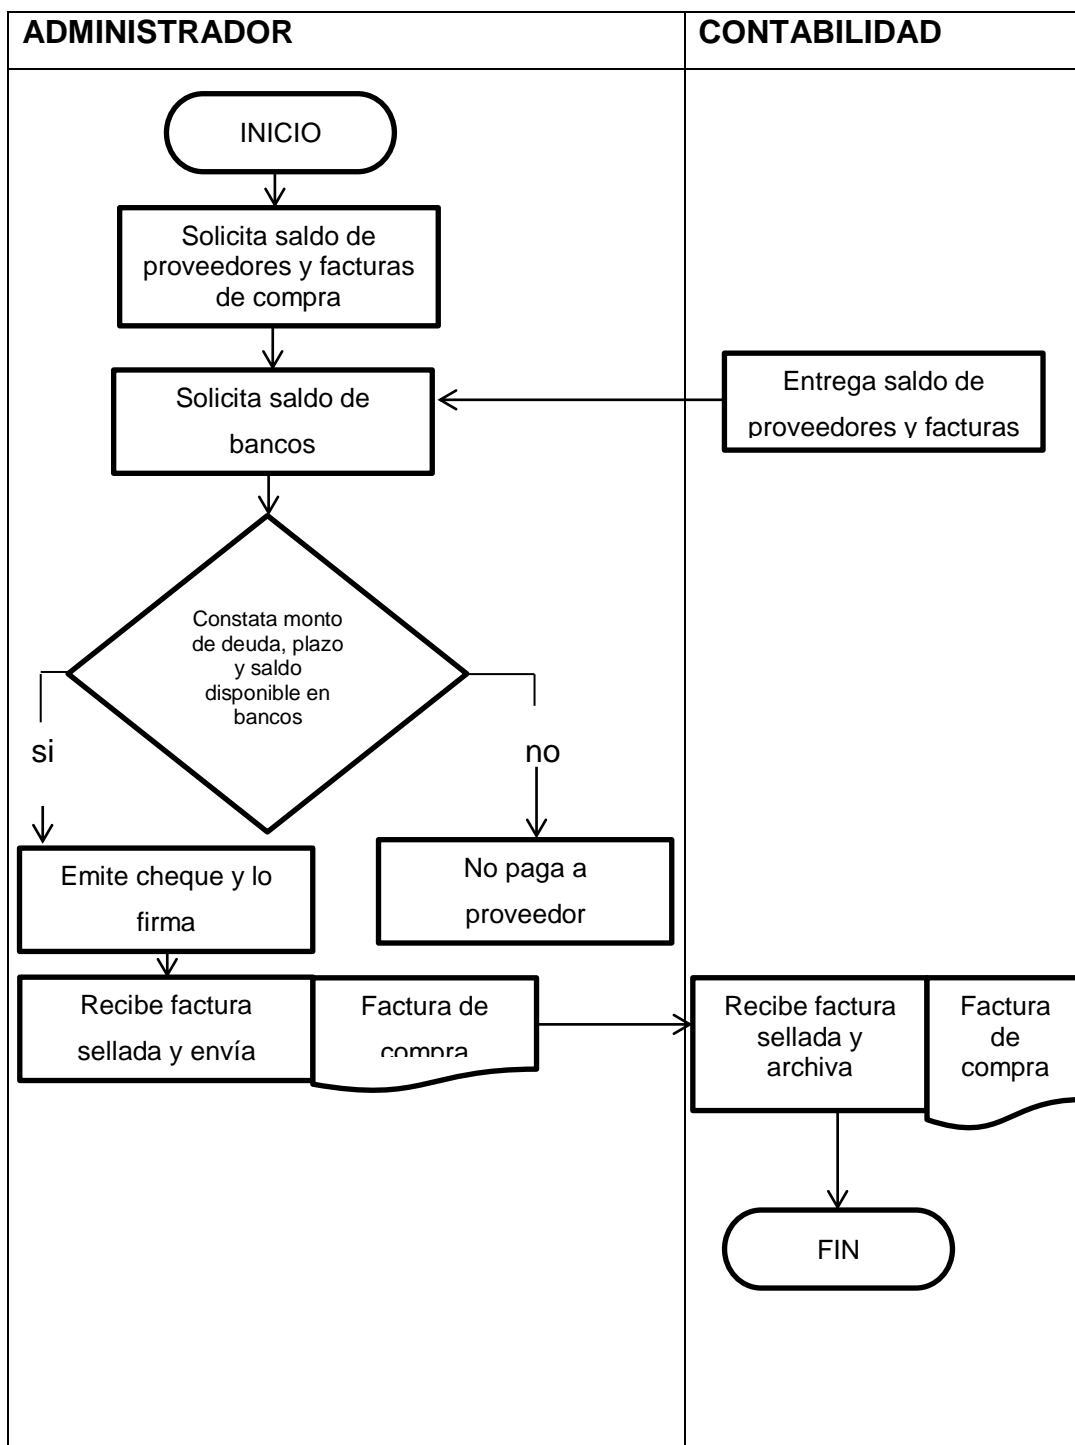 ADMINISTRADOR
CONTABILIDAD
INICIO
Solicita saldo de
proveedores y facturas
de compra
Solicita saldo de
bancos
Entrega saldo de
proveedores y facturas
Constata monto
de deuda, plazo
y saldo
disponible en
bancos
si
no
Emite cheque y lo
firma
No paga a
proveedor
Recibe factura
sellada y envía
Factura de
compra
Recibe factura
sellada y
archiva
Factura
de
compra
FIN